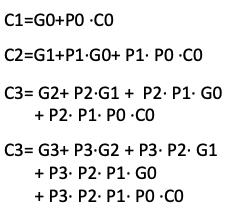 C1=G0+P0 ·C0
C2=G1+P1·G0+ P1· P0 ·C0
C3= G2+ P2·G1 + P2· P1· G0
+ P2· P1· P0 ·C0
C3= G3+ P3·G2 + P3· P2· G1
+ P3· P2· P1· G0
+ P3· P2· P1· P0 ·C0